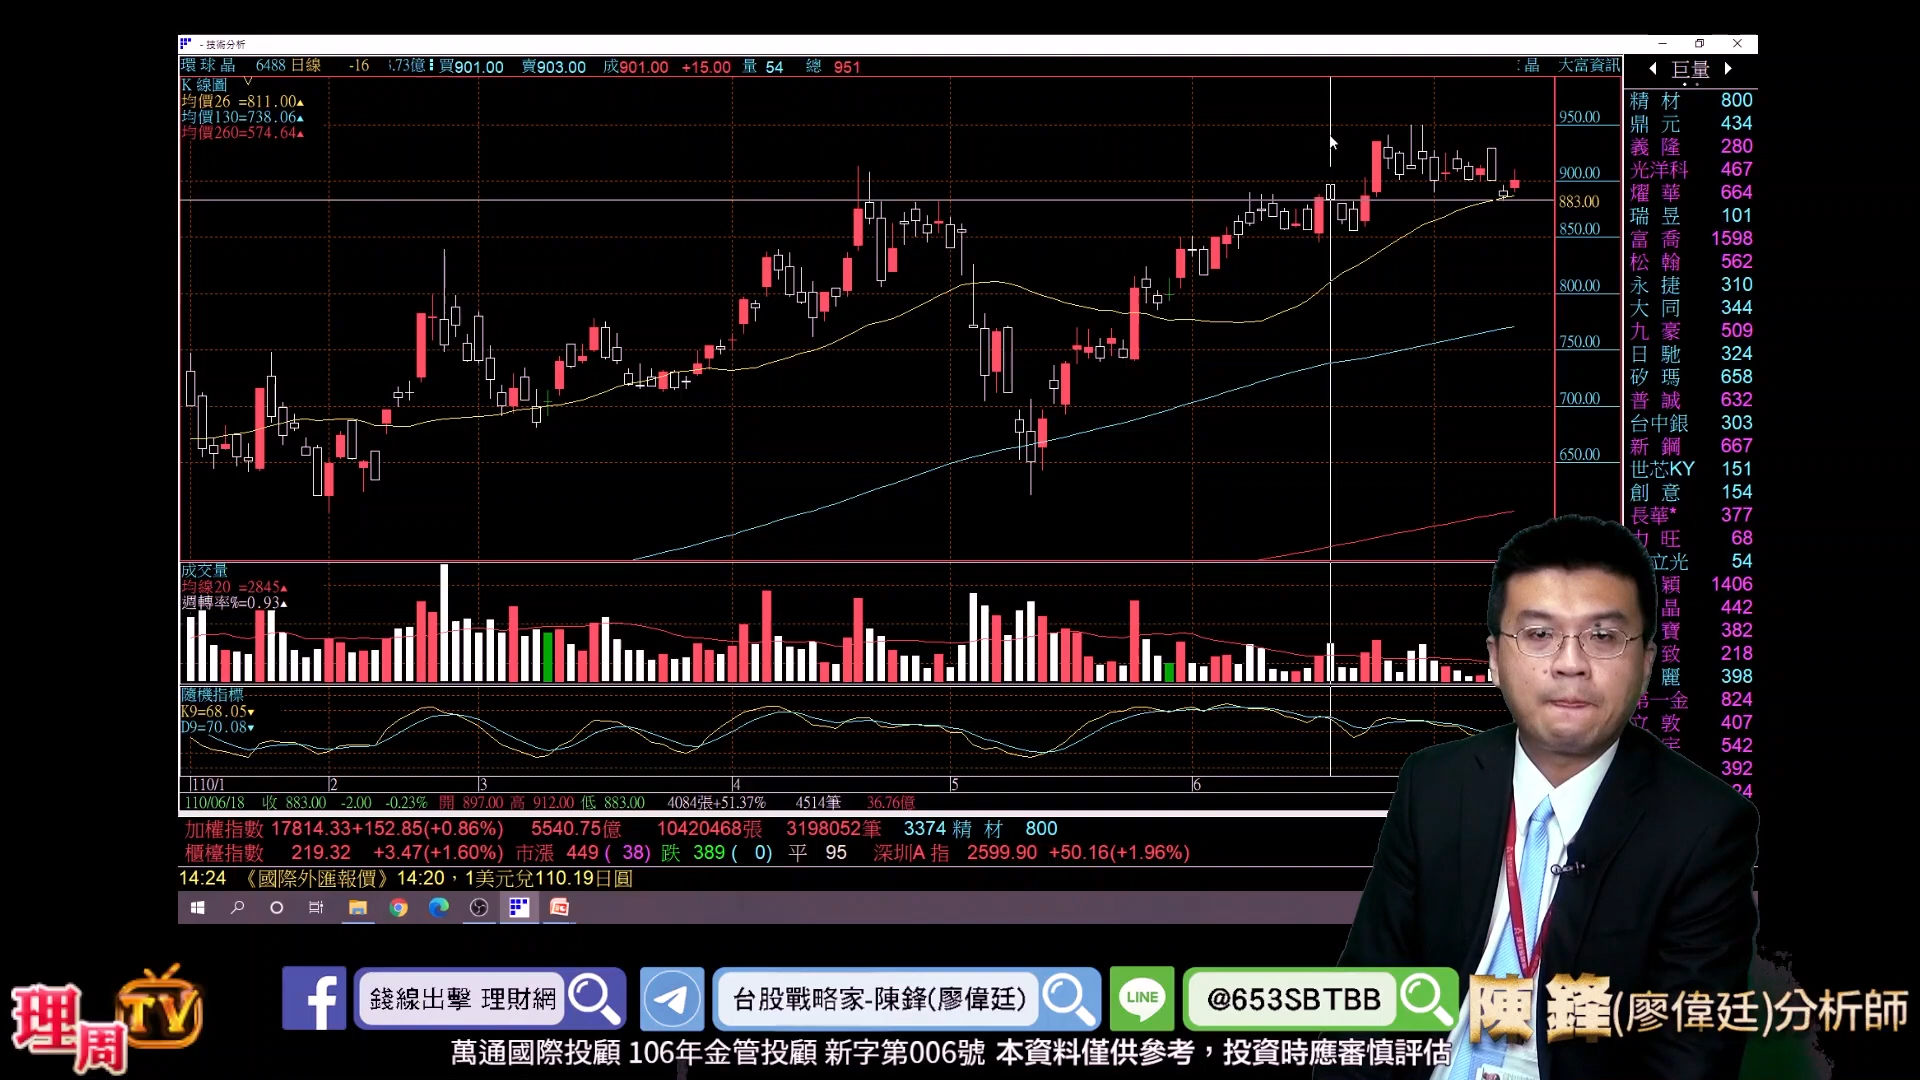 - 技術分析
環球晶 6488 日線 -16 .73億 買901.00 賣903.00 成901.00 +15.00 量 54 總 951 晶 大富資訊
K 線圖
均價26 =811.00▲
均價130=738.06▲
均價260=574.64▲
950.00
900.00
883.00
850.00
800.00
750.00
700.00
650.00
成交量
均線20 =2845▲
週轉率%=0.93▲
隨機指標
K9=68.05▼
D9=70.08▼
110/1 2 3 4 5 6
110/06/18 收 883.00 -2.00 -0.23% 開 897.00 高 912.00 低 883.00 4084張+51.37% 4514筆 36.76億
巨量
精材 800
鼎元 434
義隆 280
光洋科 467
燿華 664
瑞昱 101
富喬 1598
松翰 562
永捷 310
大同 344
九豪 509
日馳 324
矽瑪 658
普誠 632
台中銀 303
新鋼 667
世芯KY 151
創意 154
長華* 377
力旺 68
立光 54
穎 1406
晶 442
寶 382
致 218
麗 398
第一金 824
立敦 407
542
392
24
加權指數 17814.33+152.85(+0.86%) 5540.75億 10420468張 3198052筆 3374 精材 800
櫃檯指數 219.32 +3.47(+1.60%) 市漲 449 ( 38) 跌 389 ( 0) 平 95 深圳A指 2599.90 +50.16(+1.96%)
14:24 《國際外匯報價》14:20,1美元兌110.19日圓
理周TV
f 錢線出擊 理財網
台股戰略家-陳鋒(廖偉廷)
LINE @653SBTBB
陳鋒(廖偉廷)分析師
萬通國際投顧 106年金管投顧 新字第006號 本資料僅供參考,投資時應審慎評估